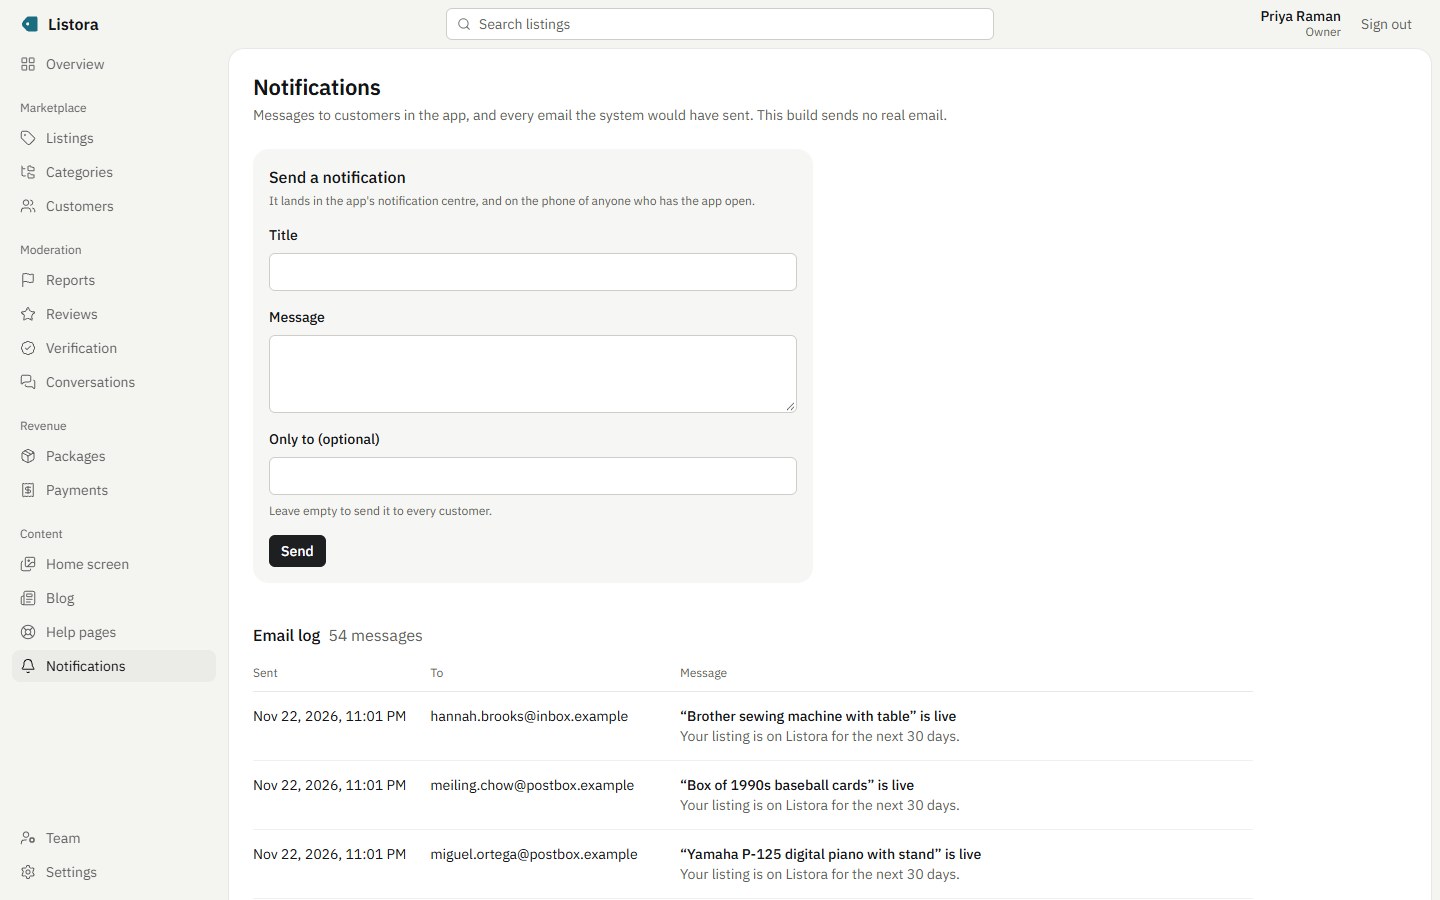 Listora
Search listings
Priya Raman
Owner
Sign out
Overview
Marketplace
Listings
Categories
Customers
Moderation
Reports
Reviews
Verification
Conversations
Revenue
Packages
Payments
Content
Home screen
Blog
Help pages
Notifications
Team
Settings
Notifications
Messages to customers in the app, and every email the system would have sent. This build sends no real email.
Send a notification
It lands in the app's notification centre, and on the phone of anyone who has the app open.
Title
Message
Only to (optional)
Leave empty to send it to every customer.
Send
Email log 54 messages
Sent To Message
Nov 22, 2026, 11:01 PM hannah.brooks@inbox.example “Brother sewing machine with table” is live
Your listing is on Listora for the next 30 days.
Nov 22, 2026, 11:01 PM meiling.chow@postbox.example “Box of 1990s baseball cards” is live
Your listing is on Listora for the next 30 days.
Nov 22, 2026, 11:01 PM miguel.ortega@postbox.example “Yamaha P-125 digital piano with stand” is live
Your listing is on Listora for the next 30 days.